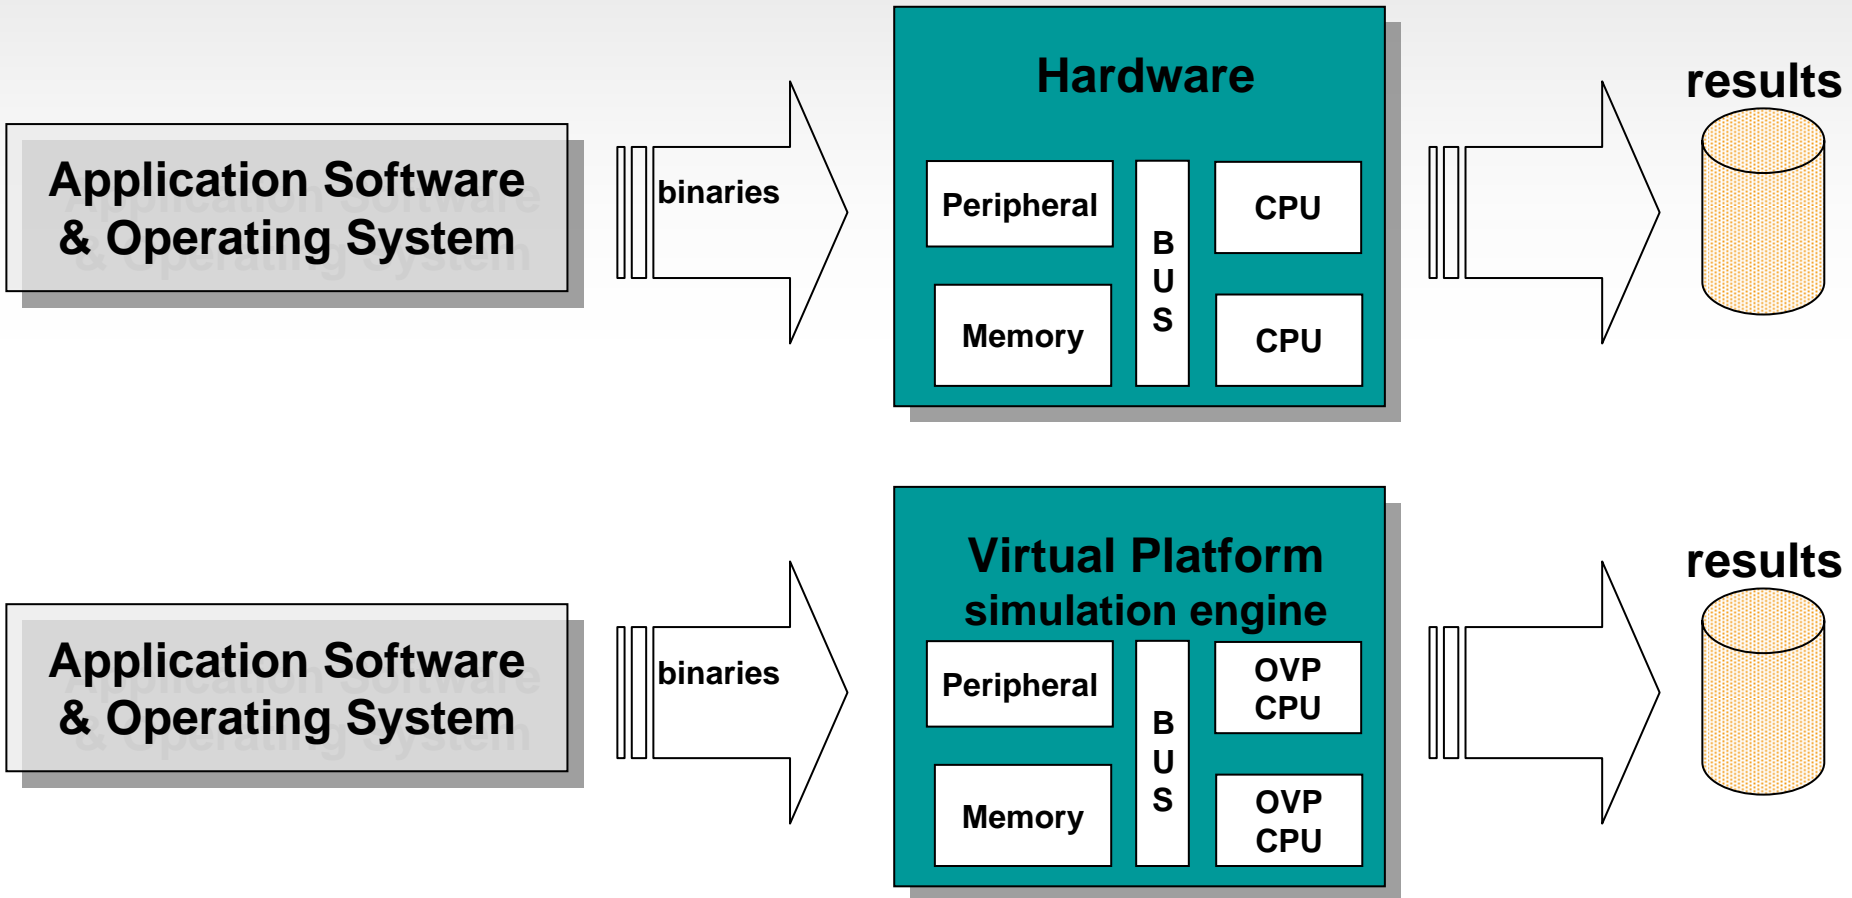 Hardware
results
Application Software
& Operating System
binaries
Peripheral
CPU
B
U
S
Memory
CPU
Virtual Platform
simulation engine
results
Application Software
& Operating System
binaries
Peripheral
OVP
CPU
B
U
S
Memory
OVP
CPU